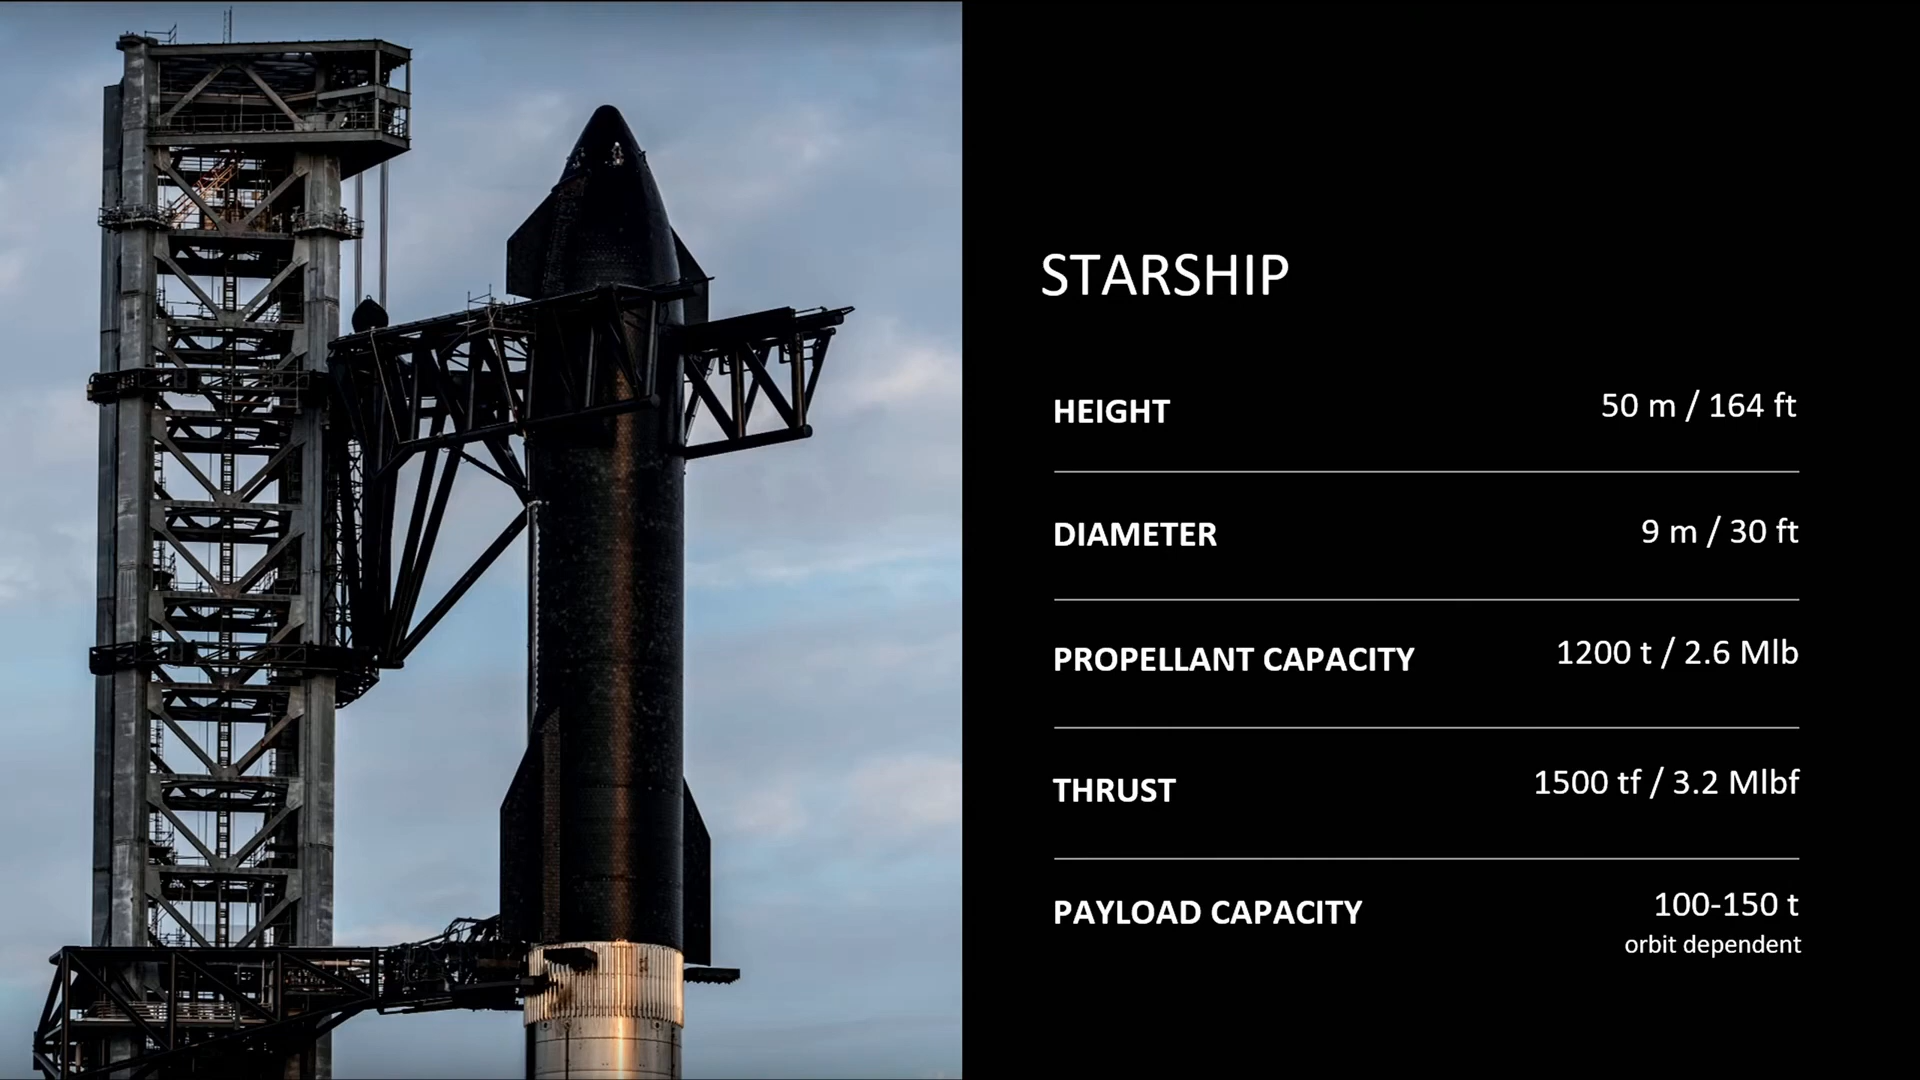 STARSHIP
HEIGHT 50 m / 164 ft
DIAMETER 9 m / 30 ft
PROPELLANT CAPACITY 1200 t / 2.6 Mlb
THRUST 1500 tf / 3.2 Mlbf
PAYLOAD CAPACITY 100-150 t
orbit dependent